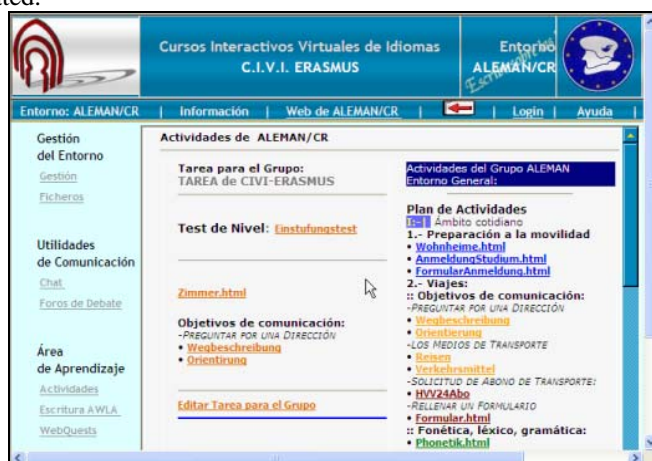 ated.
Cursos Interactivos Virtuales de Idiomas
C.I.V.I. ERASMUS
Entorno
ALEMAN/CR
Entorno: ALEMAN/CR | Información | Web de ALEMAN/CR | | Login | Ayuda |
Gestión
del Entorno
Gestión
Ficheros
Utilidades
de Comunicación
Chat
Foros de Debate
Área
de Aprendizaje
Actividades
Escritura AWLA
WebQuests
Actividades de ALEMAN/CR
Tarea para el Grupo:
TAREA de CIVI-ERASMUS
Test de Nivel: Einstufungstest
Zimmer.html
Objetivos de comunicación:
-PREGUNTAR POR UNA DIRECCIÓN
• Wegbeschreibung
• Orientirung
Editar Tarea para el Grupo
Actividades del Grupo ALEMAN
Entorno General:
Plan de Actividades
Ámbito cotidiano
1.- Preparación a la movilidad
• Wohnheime.html
• AnmeldungStudium.html
• FormularAnmeldung.html
2.- Viajes:
:: Objetivos de comunicación:
-PREGUNTAR POR UNA DIRECCIÓN
• Wegbeschreibung
• Orientierung
-LOS MEDIOS DE TRANSPORTE
• Reisen
• Verkehrsmittel
-SOLICITUD DE ABONO DE TRANSPORTE:
• HVV24Abo
-RELLENAR UN FORMULARIO
• Formular.html
:: Fonética, léxico, gramática:
• Phonetik.html